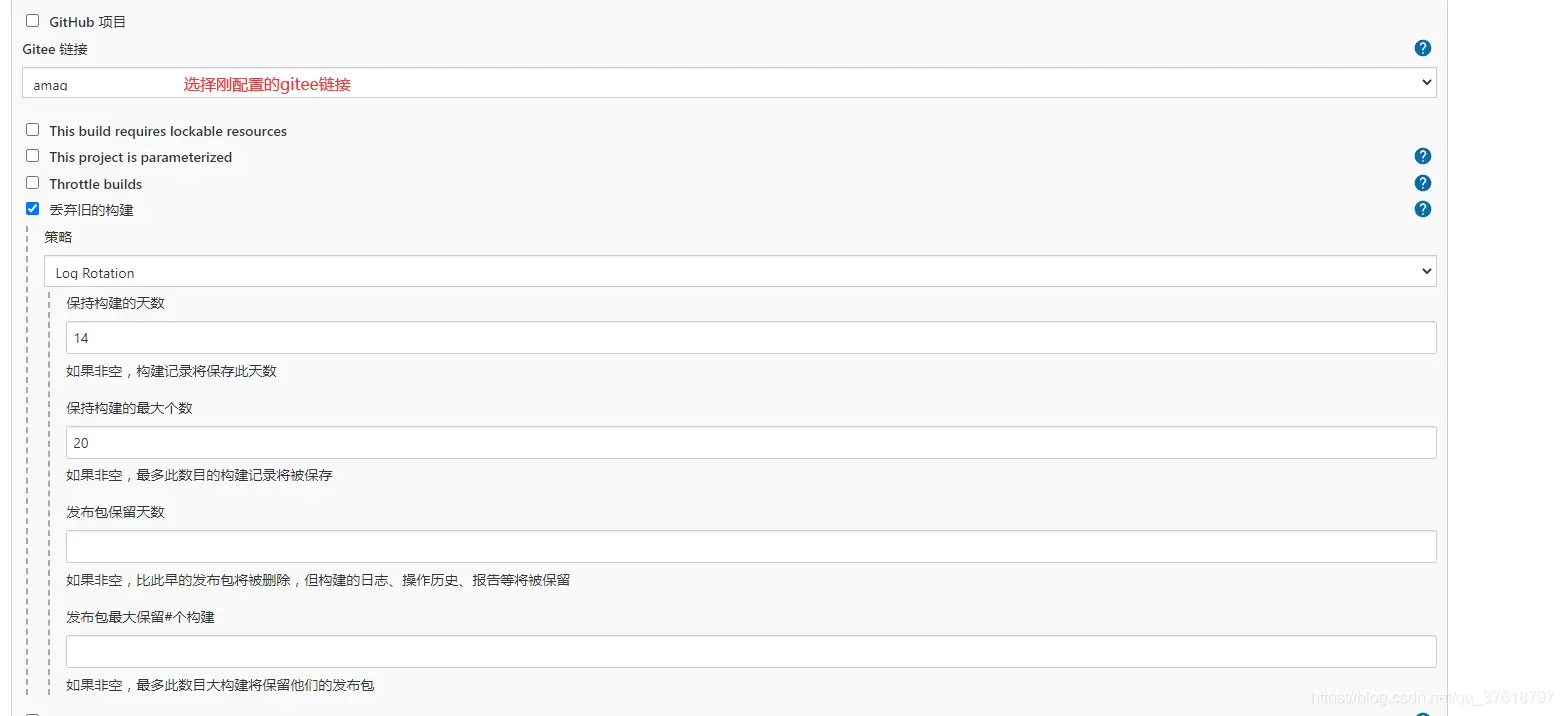 GitHub 项目
Gitee 链接
amaq 选择刚配置的gitee链接
This build requires lockable resources
This project is parameterized
Throttle builds
丢弃旧的构建
策略
Log Rotation
保持构建的天数
14
如果非空，构建记录将保存此天数
保持构建的最大个数
20
如果非空，最多此数目的构建记录将被保存
发布包保留天数
如果非空，比此早的发布包将被删除，但构建的日志、操作历史、报告等将被保留
发布包最大保留#个构建
如果非空，最多此数目大构建将保留他们的发布包
https://blog.csdn.net/qq_37618797